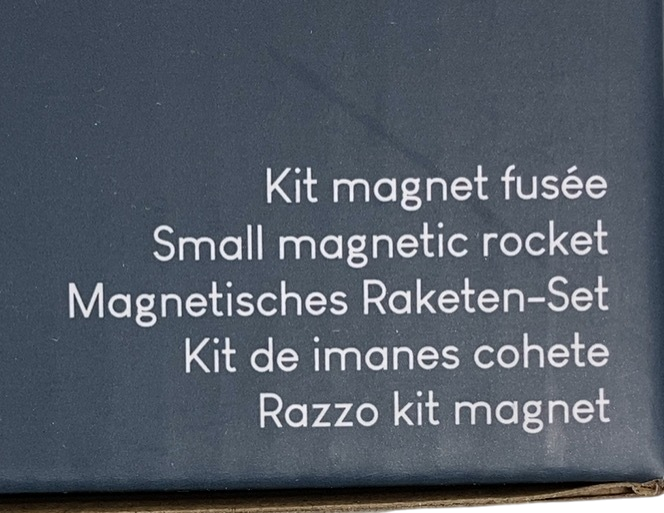 Kit magnet fusée
Small magnetic rocket
Magnetisches Raketen-Set
Kit de imanes cohete
Razzo kit magnet